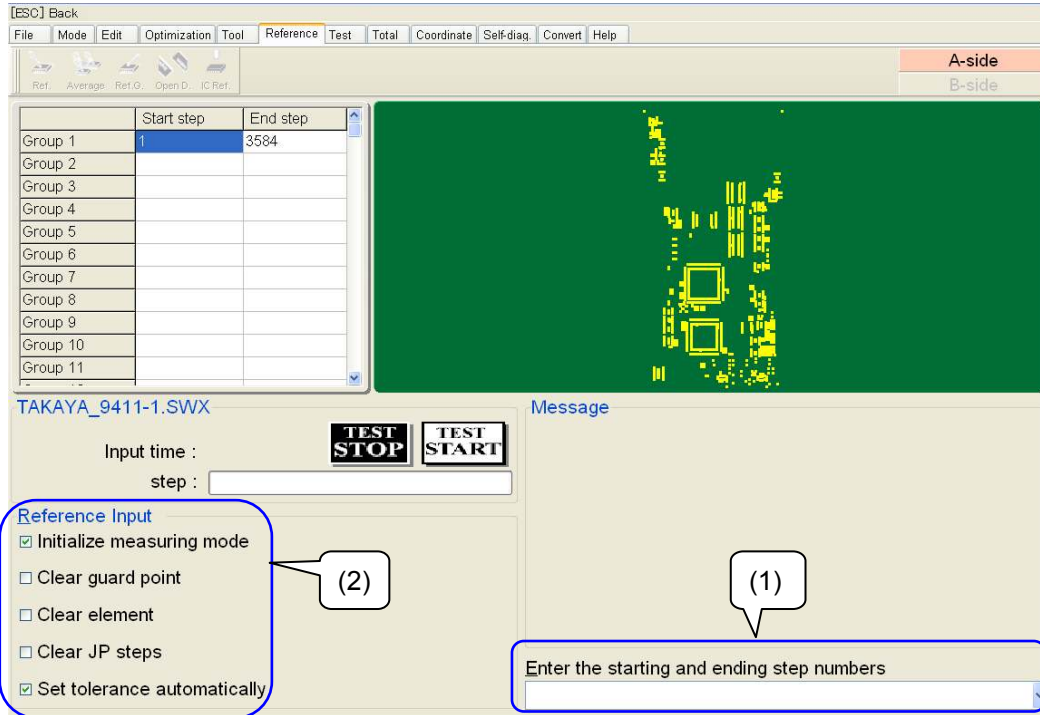 [ESC] Back
File Mode Edit Optimization Tool Reference Test Total Coordinate Self-diag. Convert Help
Ref. Average Ret.G. Open D. IC Ref.
A-side
B-side
Start step End step
Group 1 1 3584
Group 2
Group 3
Group 4
Group 5
Group 6
Group 7
Group 8
Group 9
Group 10
Group 11
TAKAYA_9411-1.SWX
Message
Input time :
TEST STOP
TEST START
step :
Reference Input
Initialize measuring mode
Clear guard point
(2)
(1)
Clear element
Clear JP steps
Enter the starting and ending step numbers
Set tolerance automatically